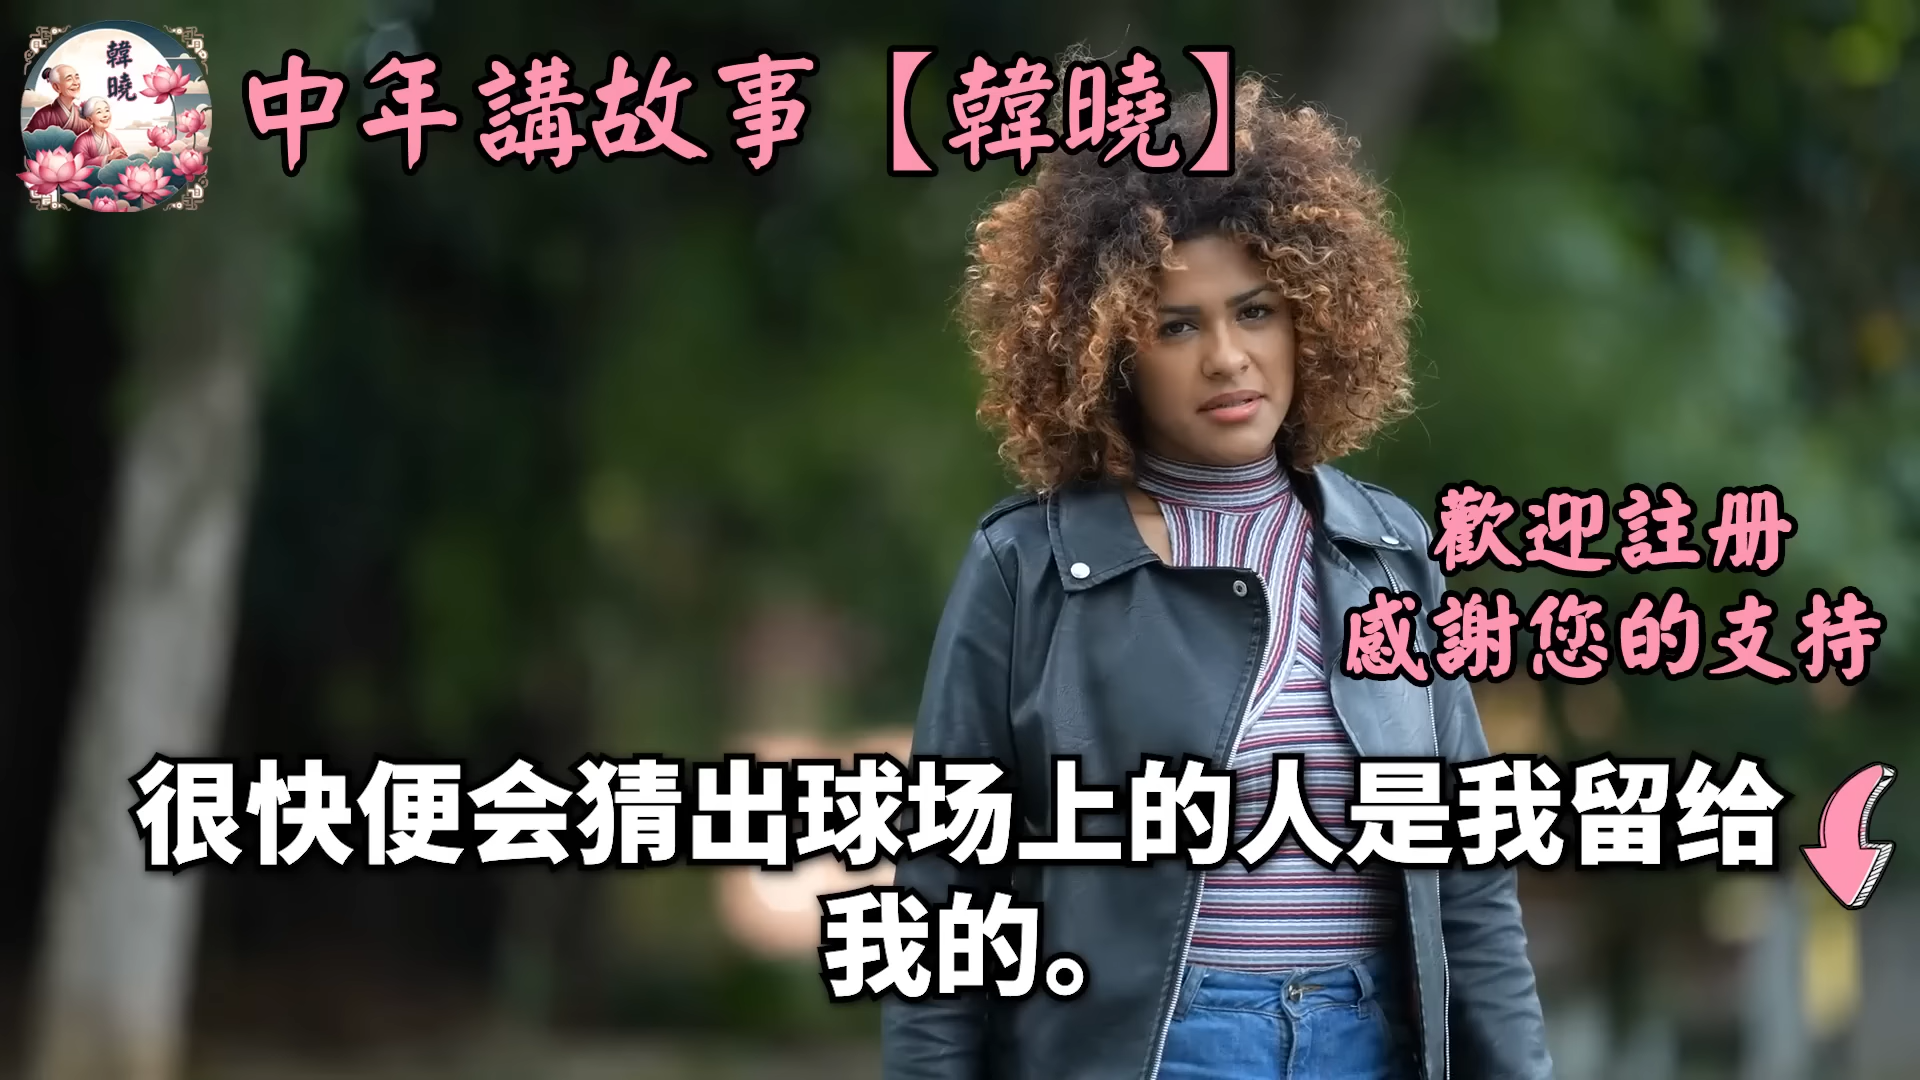 韓曉
中年講故事【韓曉】
歡迎註册
感謝您的支持
很快便会猜出球场上的人是我留给
我的。